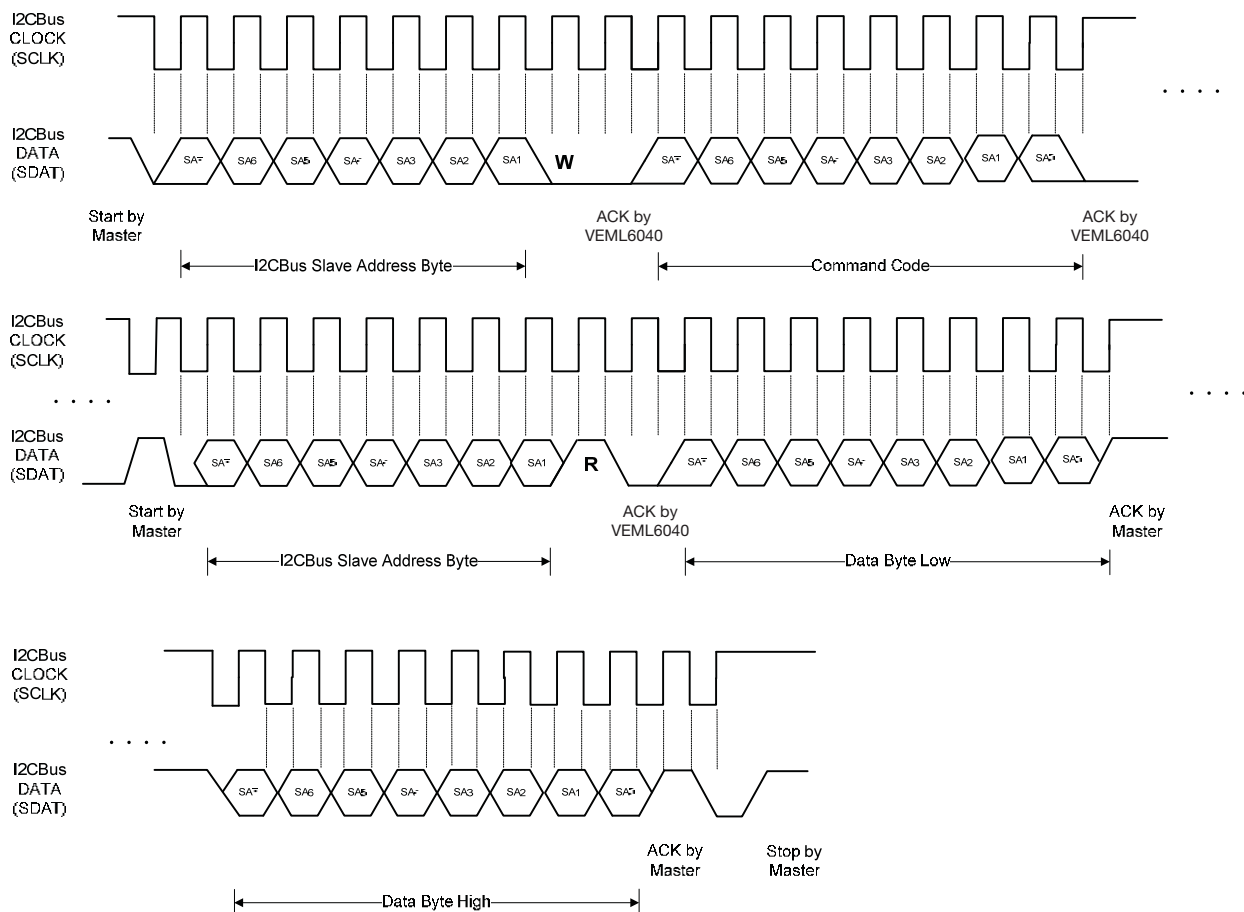 I2CBus
CLOCK
(SCLK)
. . . .
I2CBus
DATA
(SDAT)
SA6 SA3 SA2 SA1 W SA6 SA3 SA2 SA1
Start by
Master
ACK by
VEML6040
ACK by
VEML6040
I2CBus Slave Address Byte
Command Code
I2CBus
CLOCK
(SCLK)
. . . .
. . . .
I2CBus
DATA
(SDAT)
SA6 SA3 SA2 SA1 R SA6 SA3 SA2 SA1
Start by
Master
ACK by
VEML6040
ACK by
Master
I2CBus Slave Address Byte
Data Byte Low
I2CBus
CLOCK
(SCLK)
. . . .
I2CBus
DATA
(SDAT)
SA6 SA3 SA2 SA1
ACK by
Master
Stop by
Master
Data Byte High